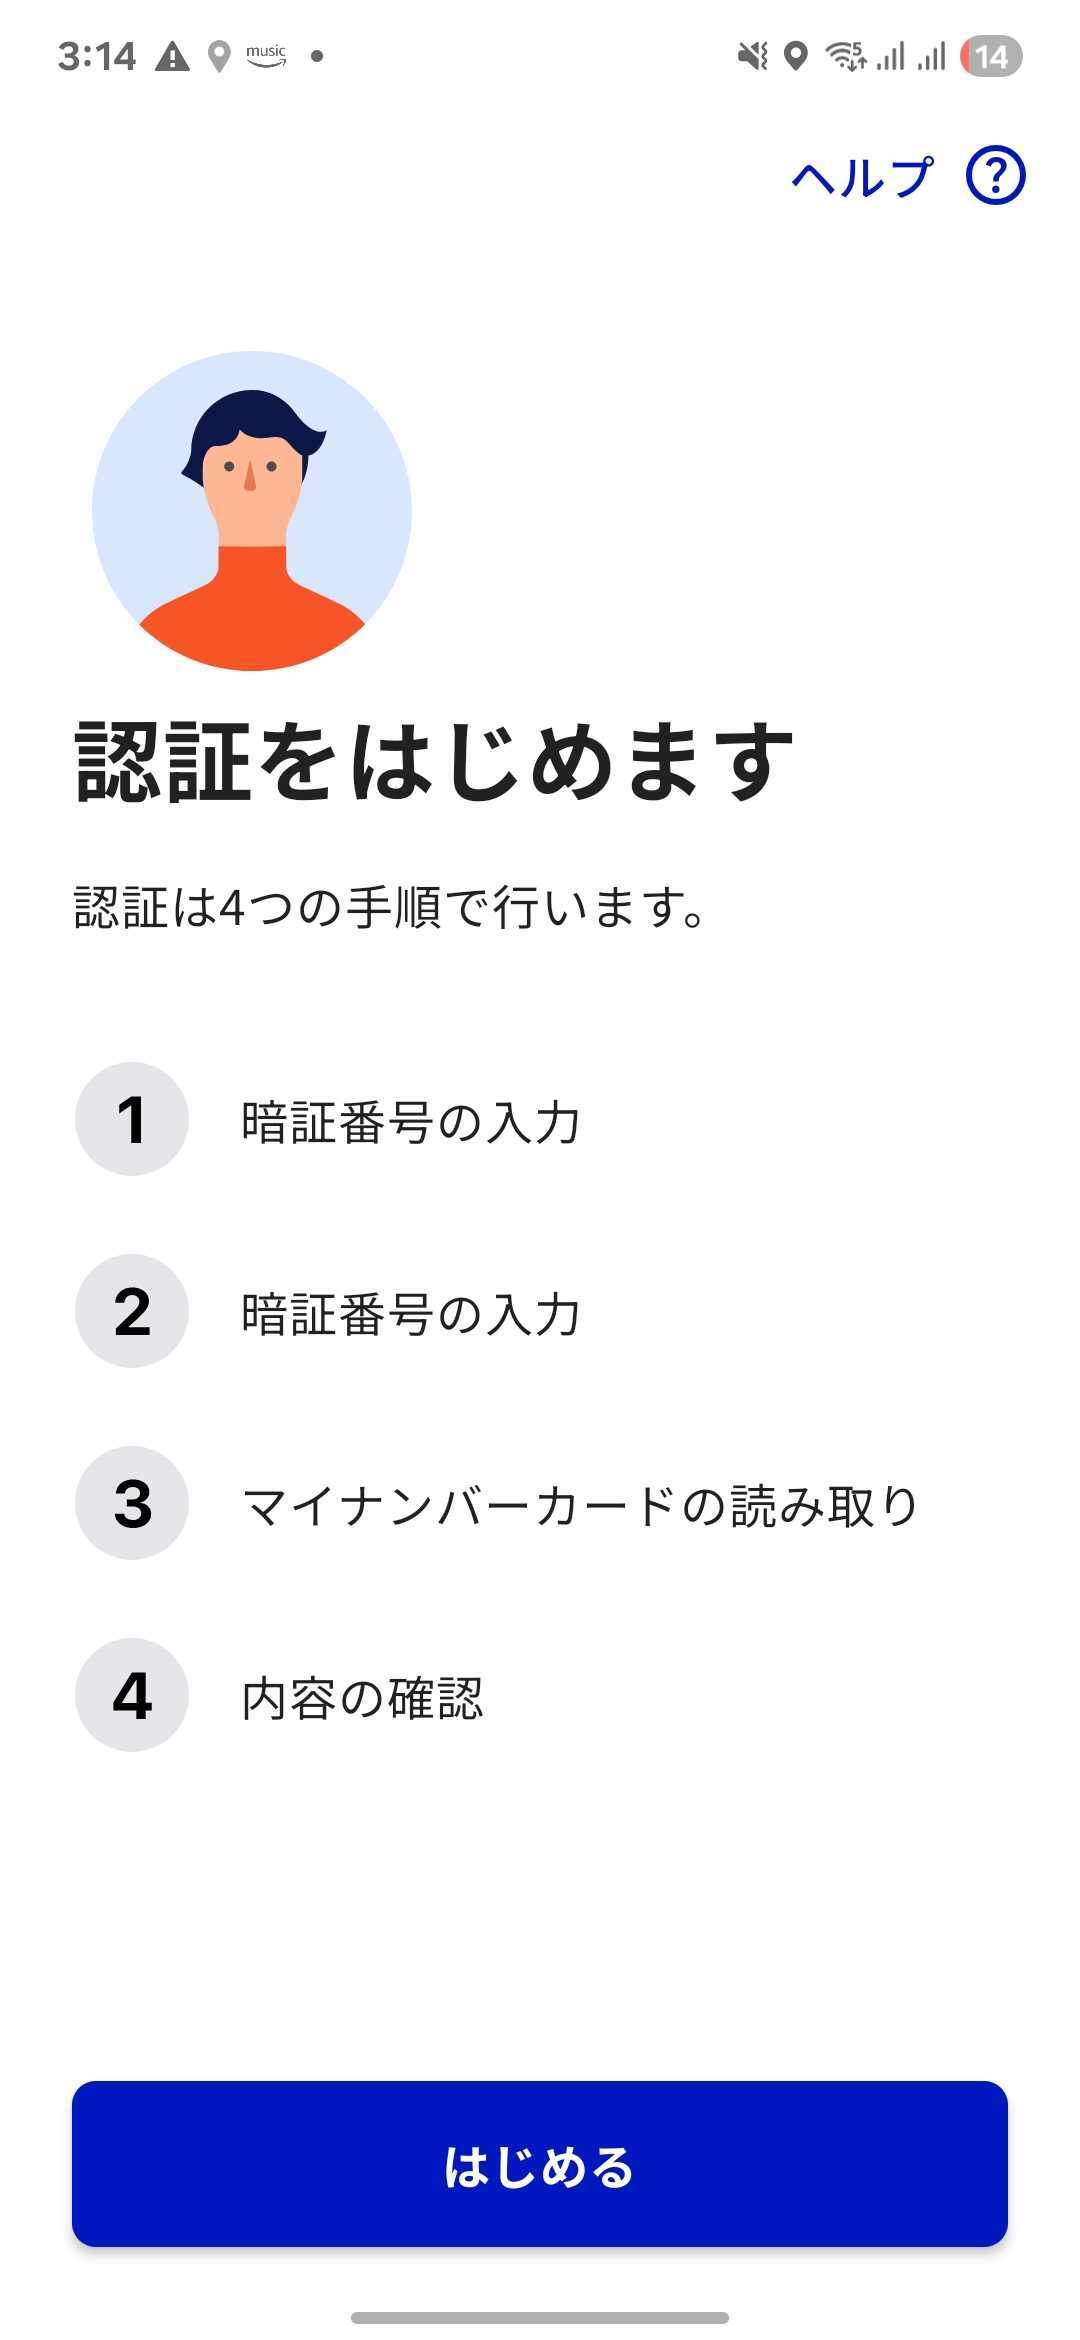 3:14
music
5
14
ヘルプ
認証をはじめます
認証は4つの手順で行います。
1 暗証番号の入力
2 暗証番号の入力
3 マイナンバーカードの読み取り
4 内容の確認
はじめる